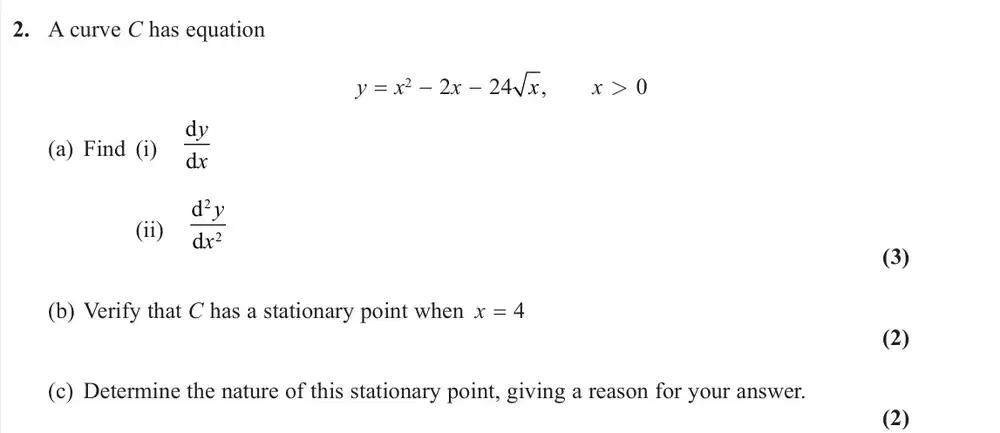 2. A curve C has equation
y = x² − 2x − 24√x, x > 0
(a) Find (i) dy/dx
(ii) d²y/dx²
(3)
(b) Verify that C has a stationary point when x = 4
(2)
(c) Determine the nature of this stationary point, giving a reason for your answer.
(2)